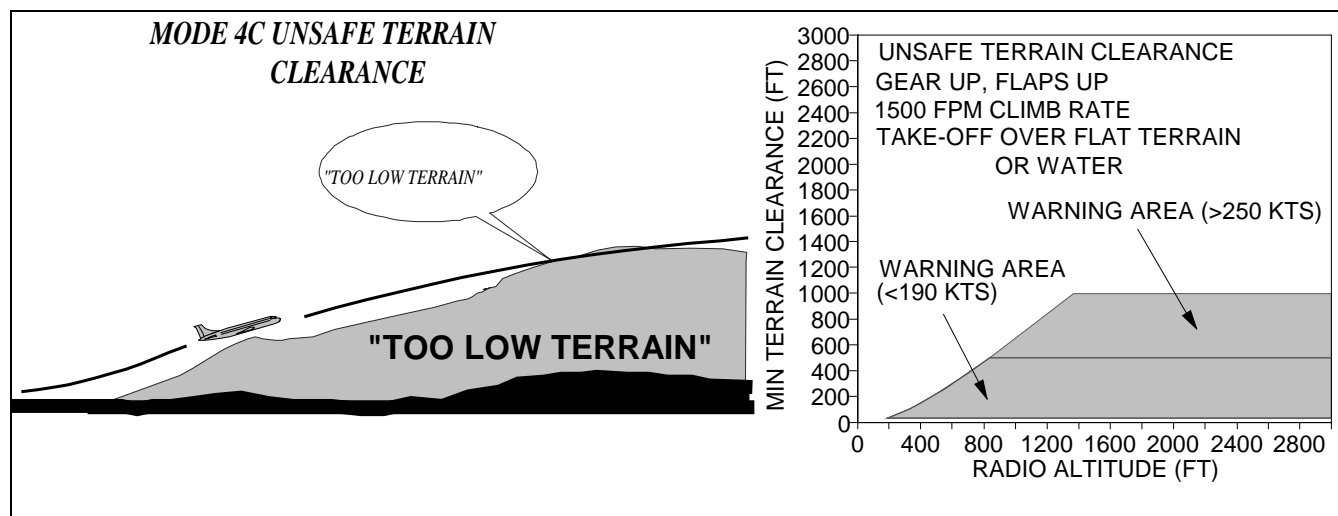 MODE 4C UNSAFE TERRAIN
CLEARANCE
"TOO LOW TERRAIN"
"TOO LOW TERRAIN"
MIN TERRAIN CLEARANCE (FT)
3000
2800
2600
2400
2200
2000
1800
1600
1400
1200
1000
800
600
400
200
0
UNSAFE TERRAIN CLEARANCE
GEAR UP, FLAPS UP
1500 FPM CLIMB RATE
TAKE-OFF OVER FLAT TERRAIN
OR WATER
WARNING AREA (>250 KTS)
WARNING AREA
(<190 KTS)
0 400 800 1200 1600 2000 2400 2800
RADIO ALTITUDE (FT)